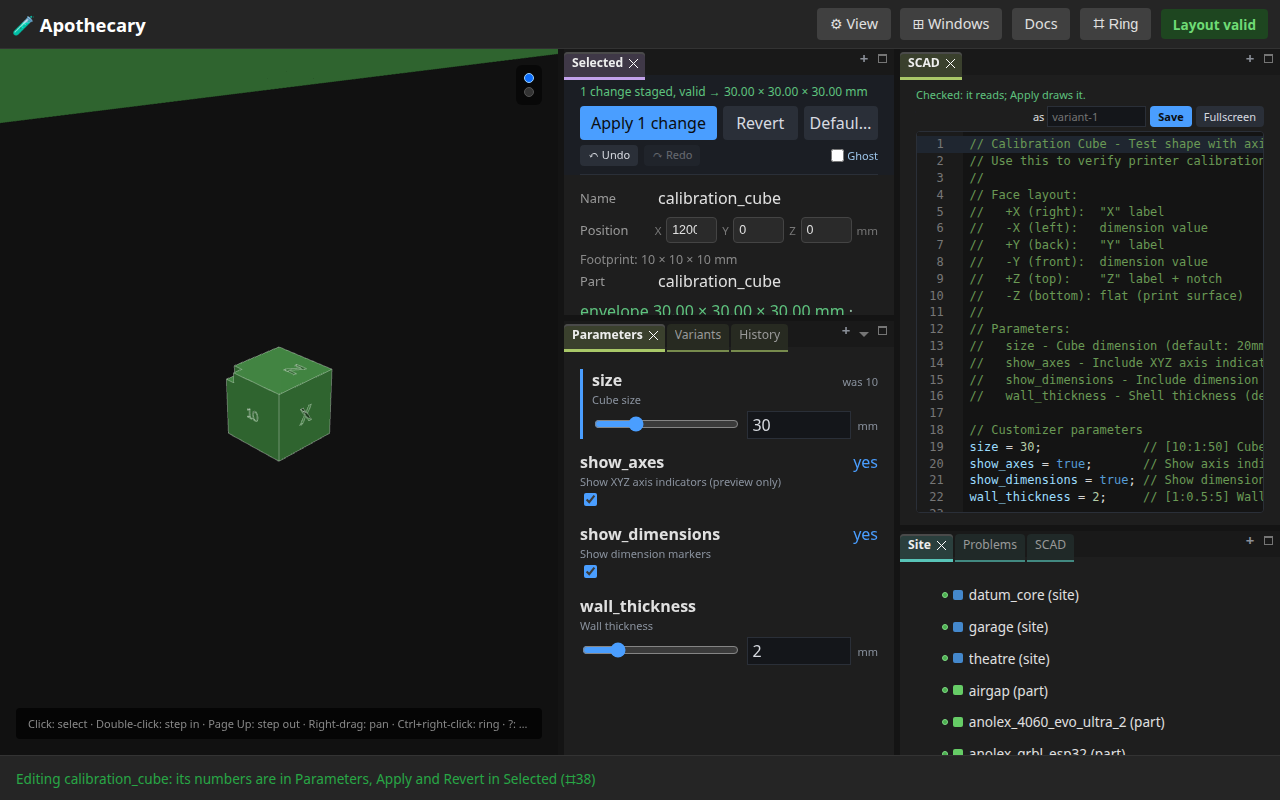 🧪 Apothecary
⚙ View
⊞ Windows
Docs
⌗ Ring
Layout valid
Selected
1 change staged, valid → 30.00 × 30.00 × 30.00 mm
Apply 1 change
Revert
Defaul...
↶ Undo
↷ Redo
Ghost
Name calibration_cube
Position X 1200 Y 0 Z 0 mm
Footprint: 10 × 10 × 10 mm
Part calibration_cube
envelope 30.00 × 30.00 × 30.00 mm ·
Parameters
Variants
History
size was 10
Cube size
30 mm
show_axes yes
Show XYZ axis indicators (preview only)
show_dimensions yes
Show dimension markers
wall_thickness
Wall thickness
2 mm
SCAD
Checked: it reads; Apply draws it.
as variant-1 Save Fullscreen
1 // Calibration Cube - Test shape with axi
2 // Use this to verify printer calibration
3 //
4 // Face layout:
5 //   +X (right):  "X" label
6 //   -X (left):   dimension value
7 //   +Y (back):   "Y" label
8 //   -Y (front):  dimension value
9 //   +Z (top):    "Z" label + notch
10 //   -Z (bottom): flat (print surface)
11 //
12 // Parameters:
13 //   size - Cube dimension (default: 20mm
14 //   show_axes - Include XYZ axis indicat
15 //   show_dimensions - Include dimension
16 //   wall_thickness - Shell thickness (de
17
18 // Customizer parameters
19 size = 30;              // [10:1:50] Cube
20 show_axes = true;       // Show axis indi
21 show_dimensions = true; // Show dimension
22 wall_thickness = 2;     // [1:0.5:5] Wall
Site
Problems
SCAD
datum_core (site)
garage (site)
theatre (site)
airgap (part)
anolex_4060_evo_ultra_2 (part)
anolex_grbl_esp32 (part)
10
X
Click: select · Double-click: step in · Page Up: step out · Right-drag: pan · Ctrl+right-click: ring · ?: ...
Editing calibration_cube: its numbers are in Parameters, Apply and Revert in Selected (⌗38)